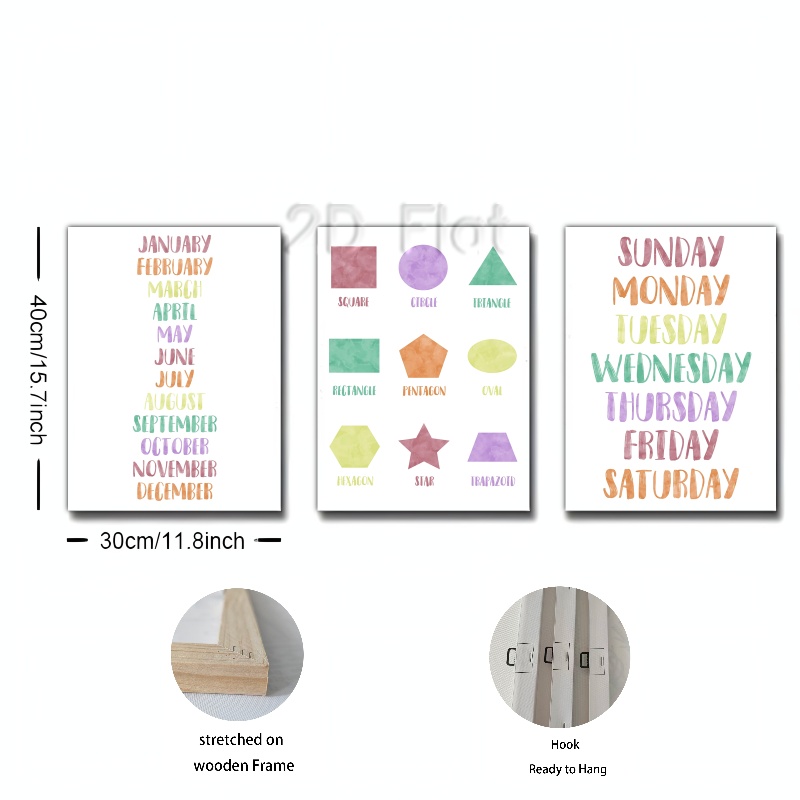 2D Flat
JANUARY
FEBRUARY
MARCH
APRIL
MAY
JUNE
JULY
AUGUST
SEPTEMBER
OCTOBER
NOVEMBER
DECEMBER
SQUARE CIRCLE TRIANGLE
RECTANGLE PENTAGON OVAL
HEXAGON STAR TRAPAZOID
SUNDAY
MONDAY
TUESDAY
WEDNESDAY
THURSDAY
FRIDAY
SATURDAY
40cm/15.7inch
30cm/11.8inch
stretched on
wooden Frame
Hook
Ready to Hang